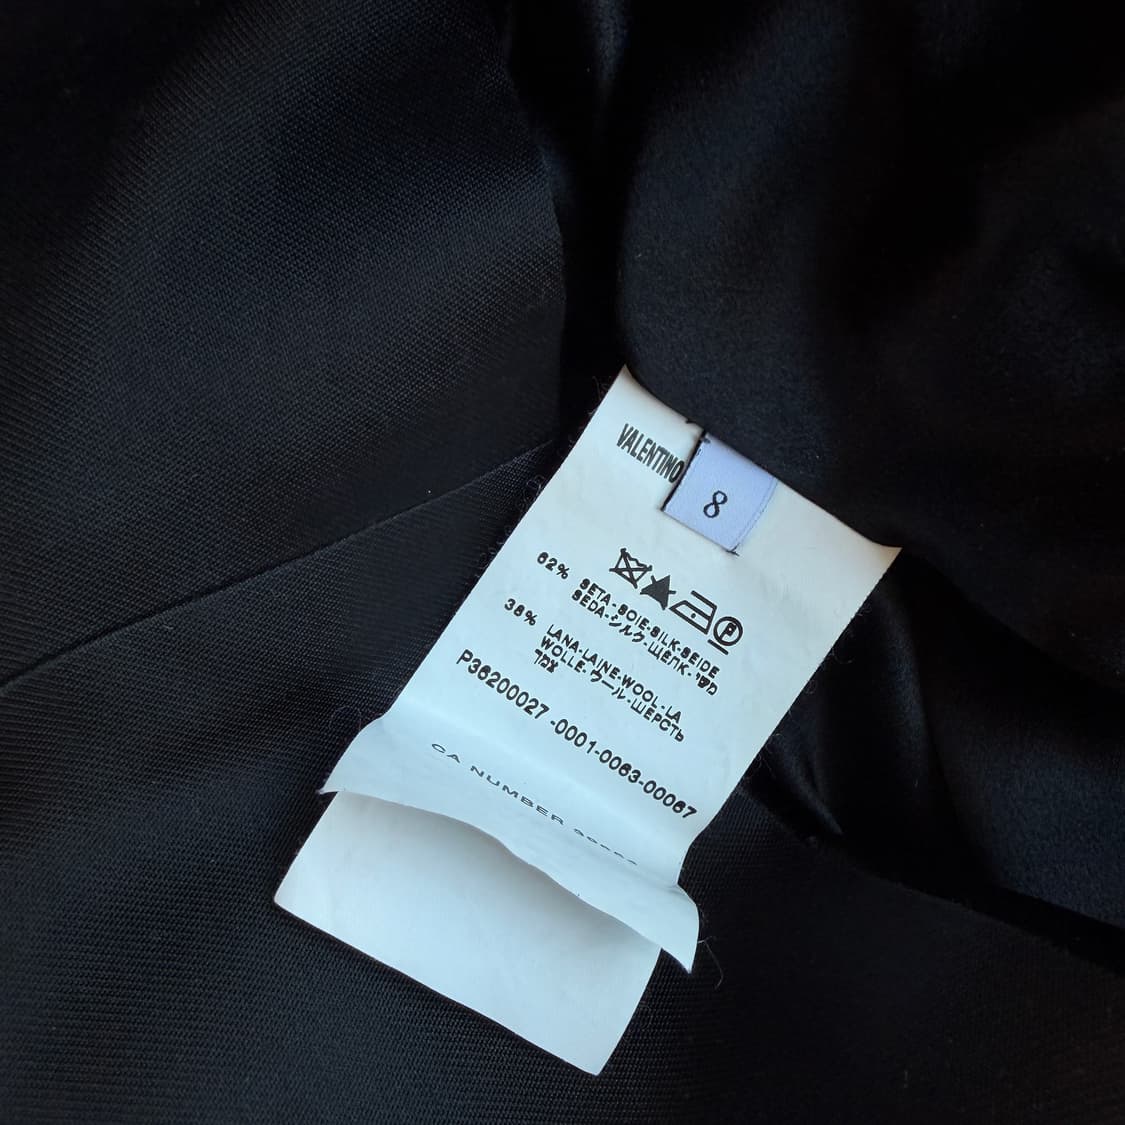 VALENTINO
8
62% SETA-SOIE-SILK-SEIDE
SEDA-シルク-ШЕЛК-משי
38% LANA-LAINE-WOOL-LA
WOLLE-ウール-ШЕРСТЬ
צמר
P36200027-0001-0063-00067
CA NUMBER